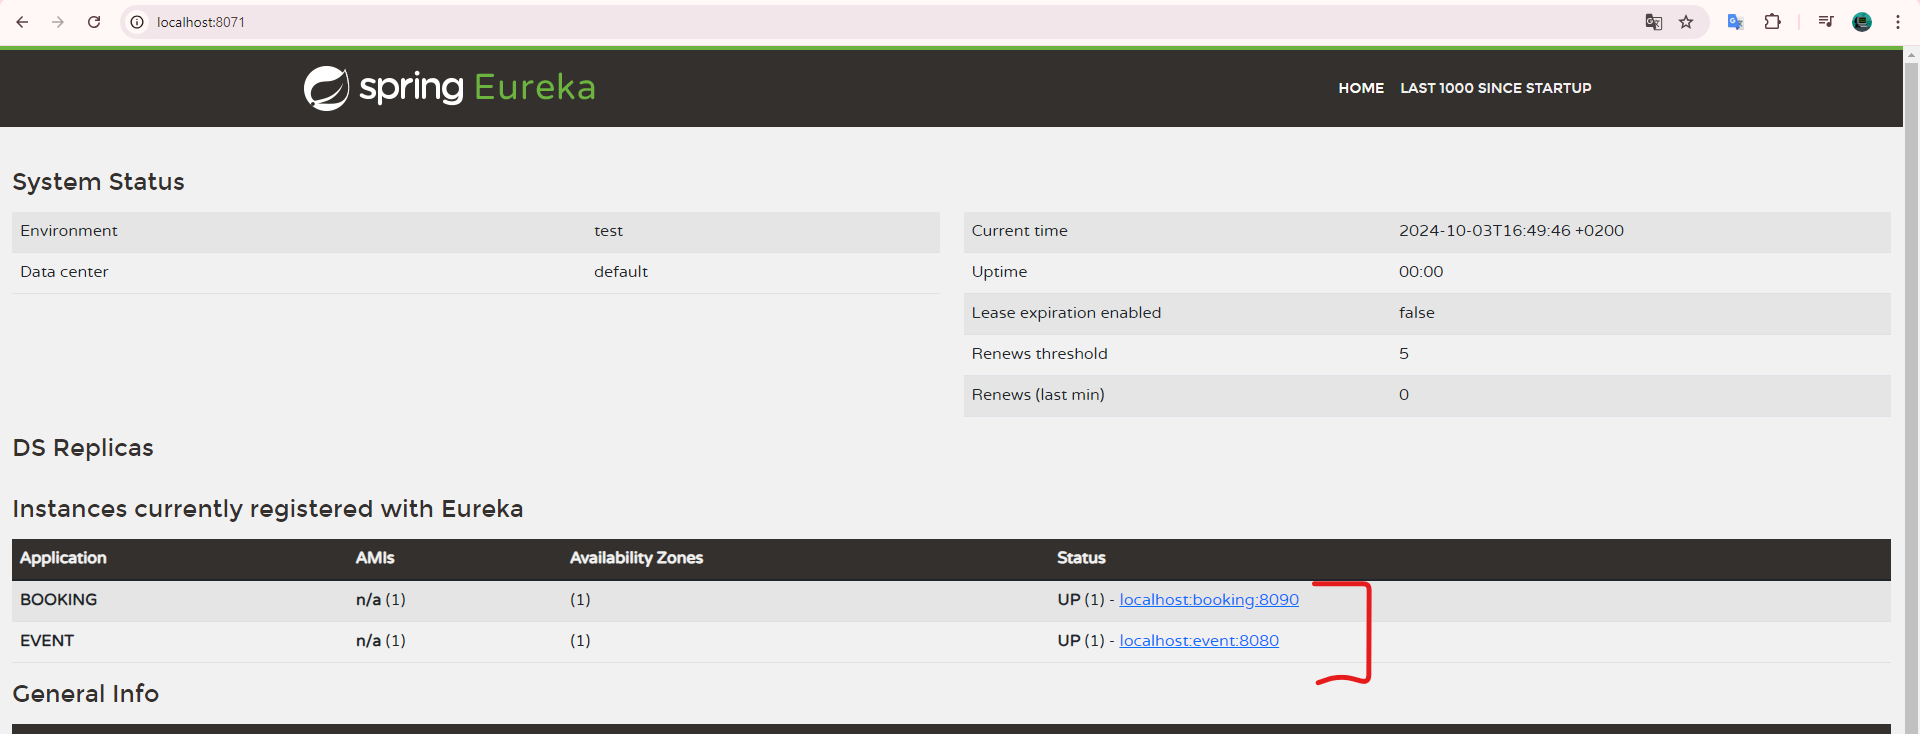 localhost:8071
spring Eureka
HOME LAST 1000 SINCE STARTUP
System Status
Environment test
Data center default
Current time 2024-10-03T16:49:46 +0200
Uptime 00:00
Lease expiration enabled false
Renews threshold 5
Renews (last min) 0
DS Replicas
Instances currently registered with Eureka
Application AMIs Availability Zones Status
BOOKING n/a (1) (1) UP (1) - localhost:booking:8090
EVENT n/a (1) (1) UP (1) - localhost:event:8080
General Info